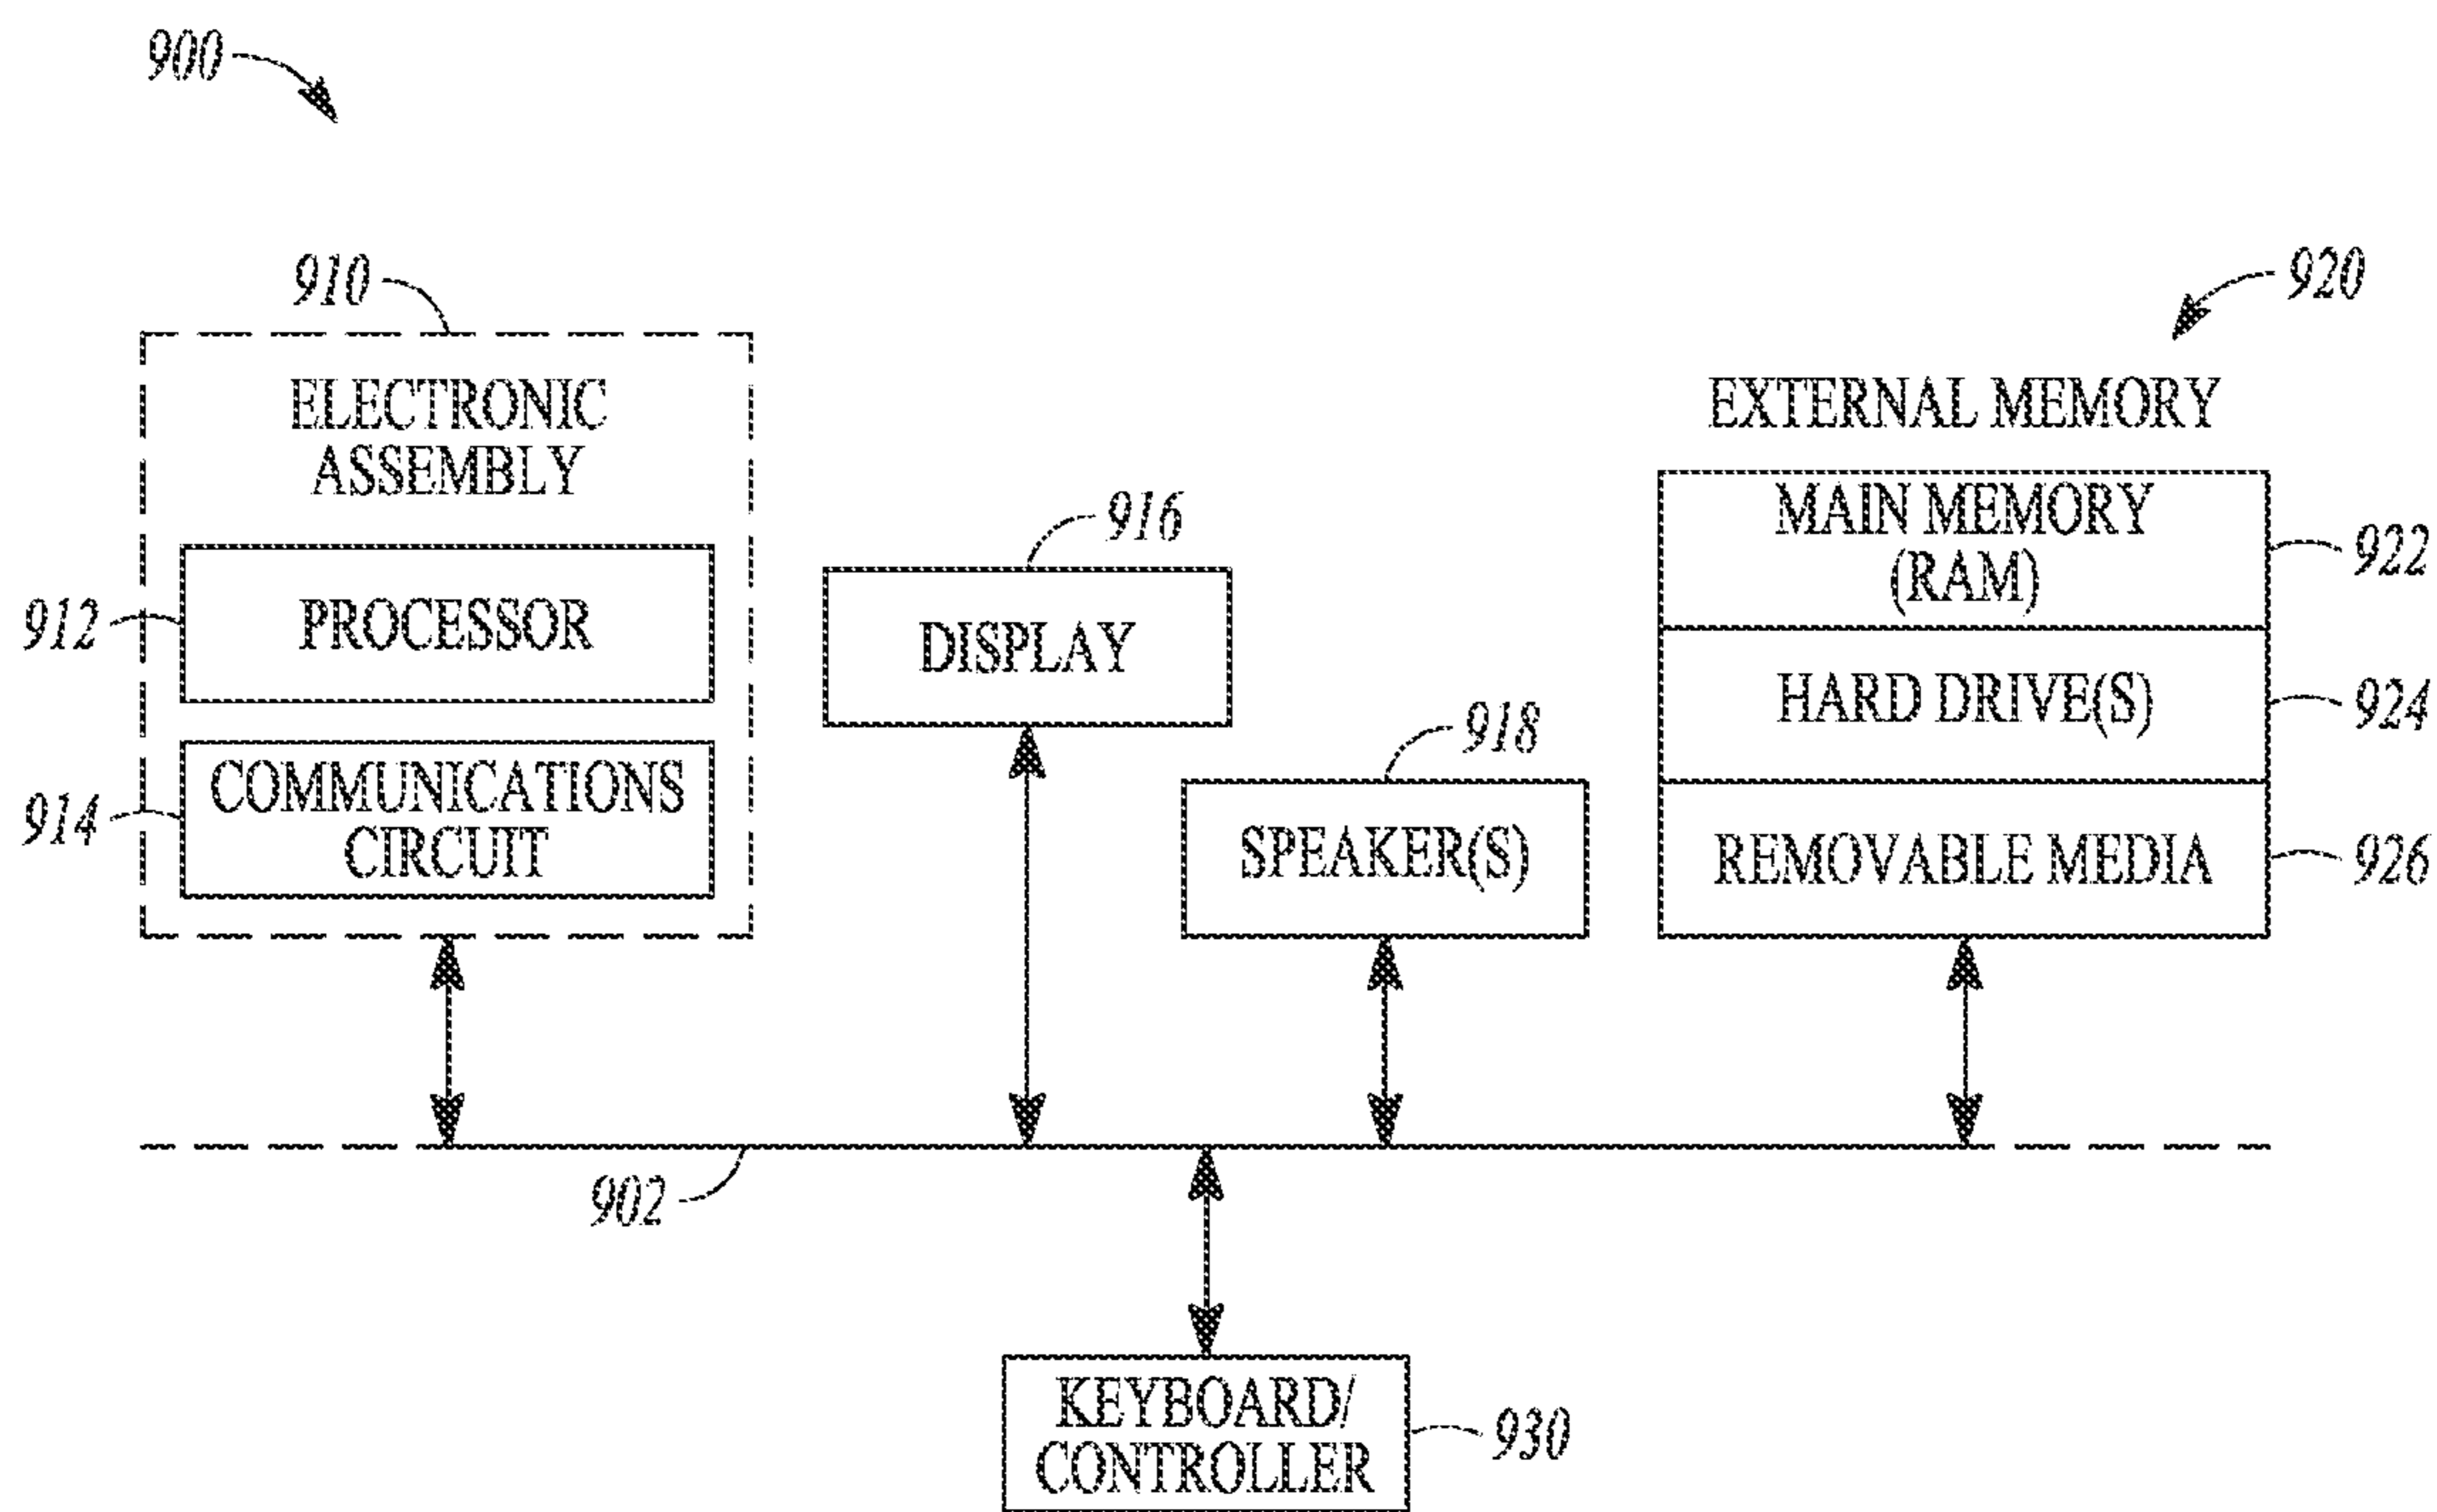 900
910
920
ELECTRONIC
ASSEMBLY
EXTERNAL MEMORY
916
MAIN MEMORY
(RAM)
922
912
PROCESSOR
DISPLAY
HARD DRIVE(S)
924
918
914
COMMUNICATIONS
CIRCUIT
SPEAKER(S)
REMOVABLE MEDIA
926
902
KEYBOARD/
CONTROLLER
930